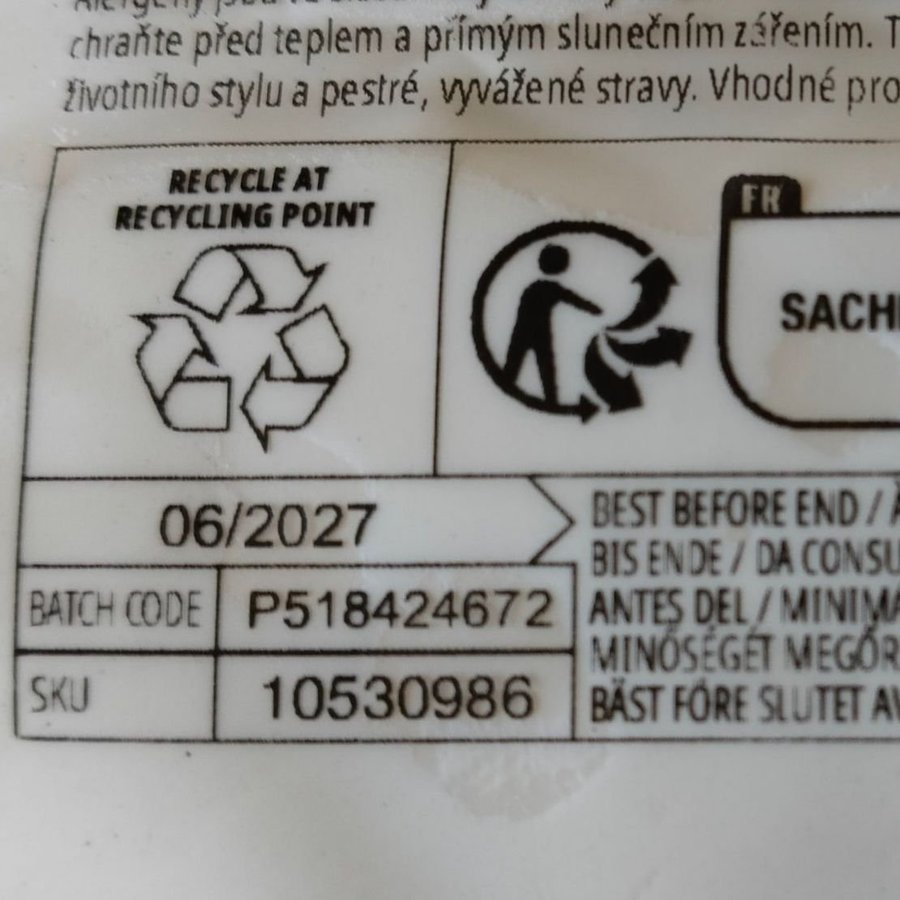 chraňte před teplem a přímým slunečním zářením. T
životního stylu a pestré, vyvážené stravy. Vhodné pro
RECYCLE AT
RECYCLING POINT
FR
SACH
06/2027
BEST BEFORE END /
BIS ENDE / DA CONSU
BATCH CODE P518424672
ANTES DEL / MINIMA
MINŐSÉGÉT MEGŐR
SKU 10530986
BÄST FÖRE SLUTET AV